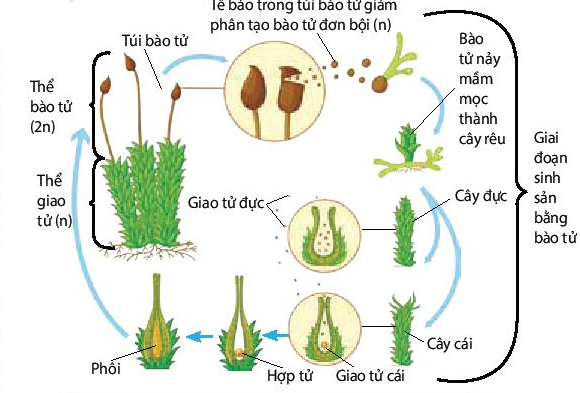 Tế bào trong túi bào tử giảm
phân tạo bào tử đơn bội (n)
Túi bào tử
Bào
tử nảy
mầm
mọc
thành
cây rêu
Thể
bào tử
(2n)
Thể
giao
tử (n)
Giai
đoạn
sinh
sản
bằng
bào tử
Giao tử đực
Cây đực
Cây cái
Phôi
Hợp tử
Giao tử cái